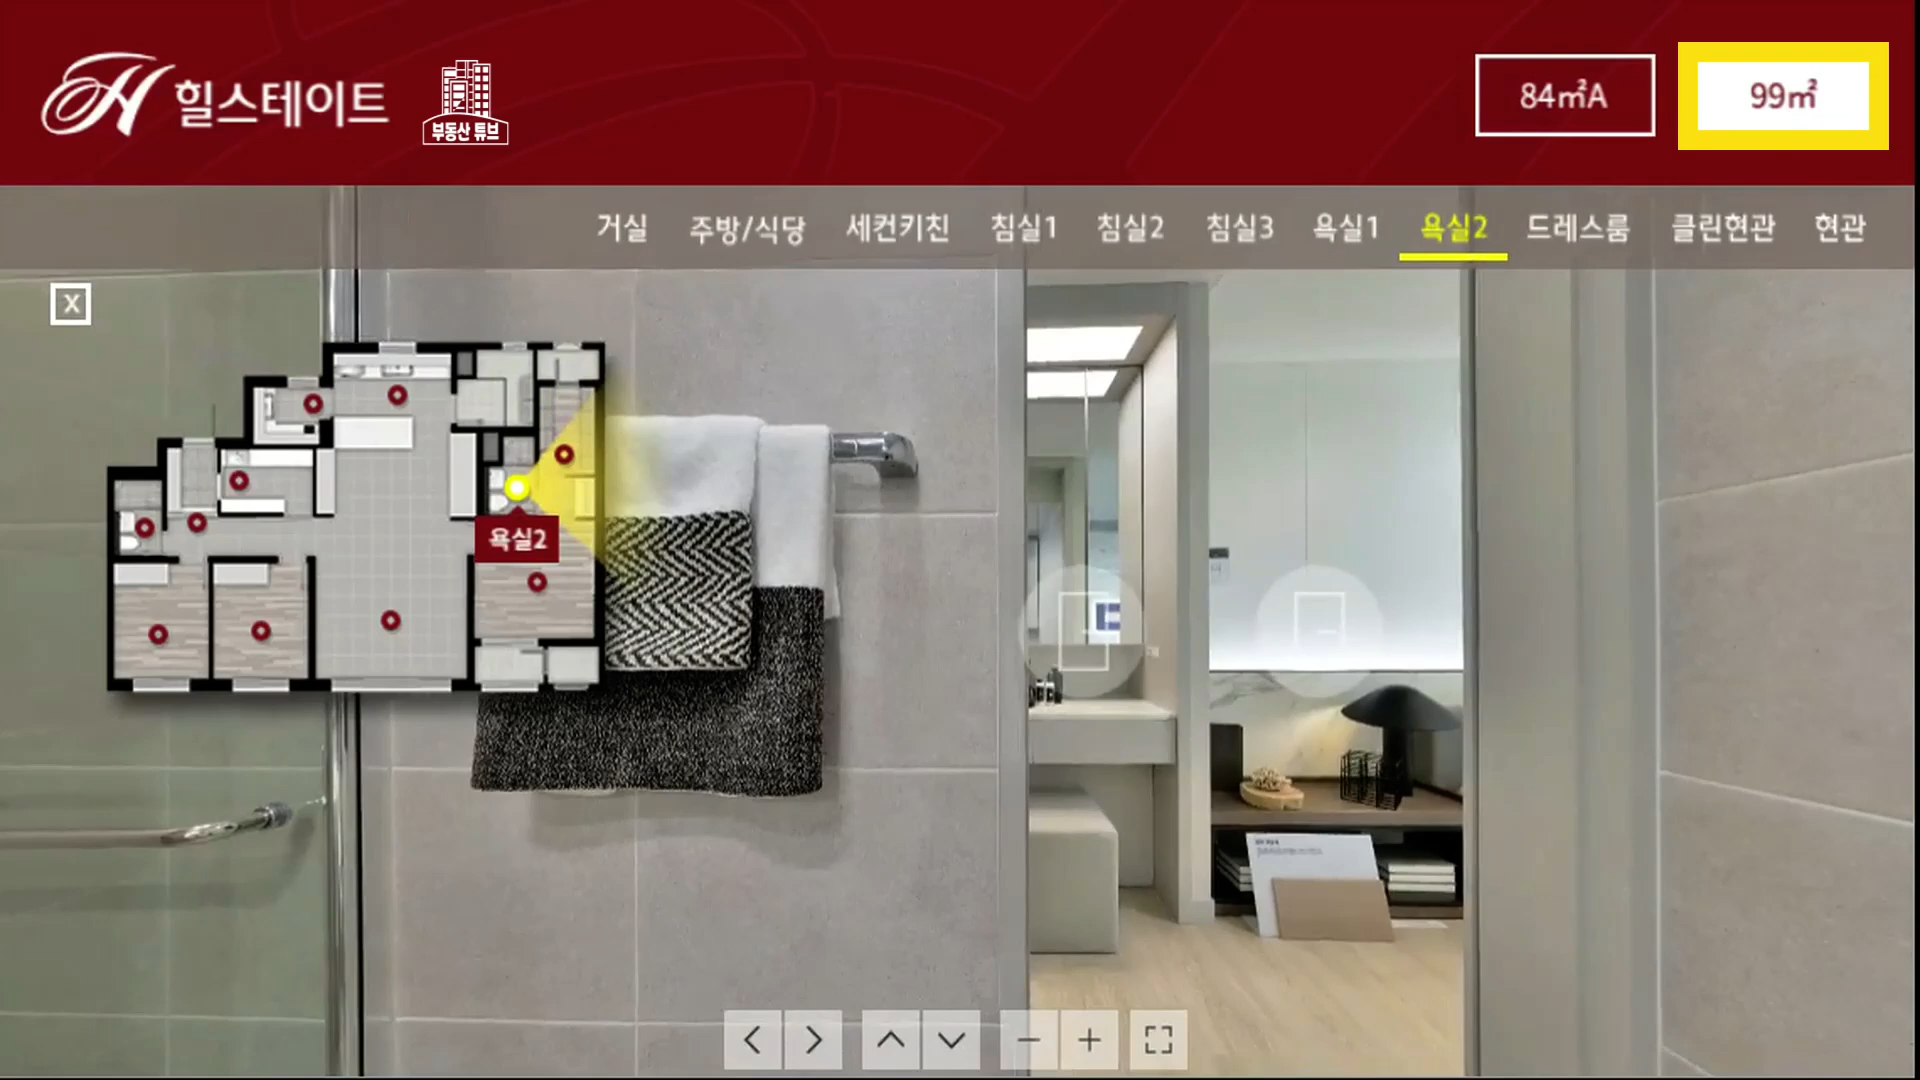 H 힐스테이트
부동산 튜브
84㎡A
99㎡
거실 주방/식당 세컨키친 침실1 침실2 침실3 욕실1 욕실2 드레스룸 클린현관 현관
X
욕실2